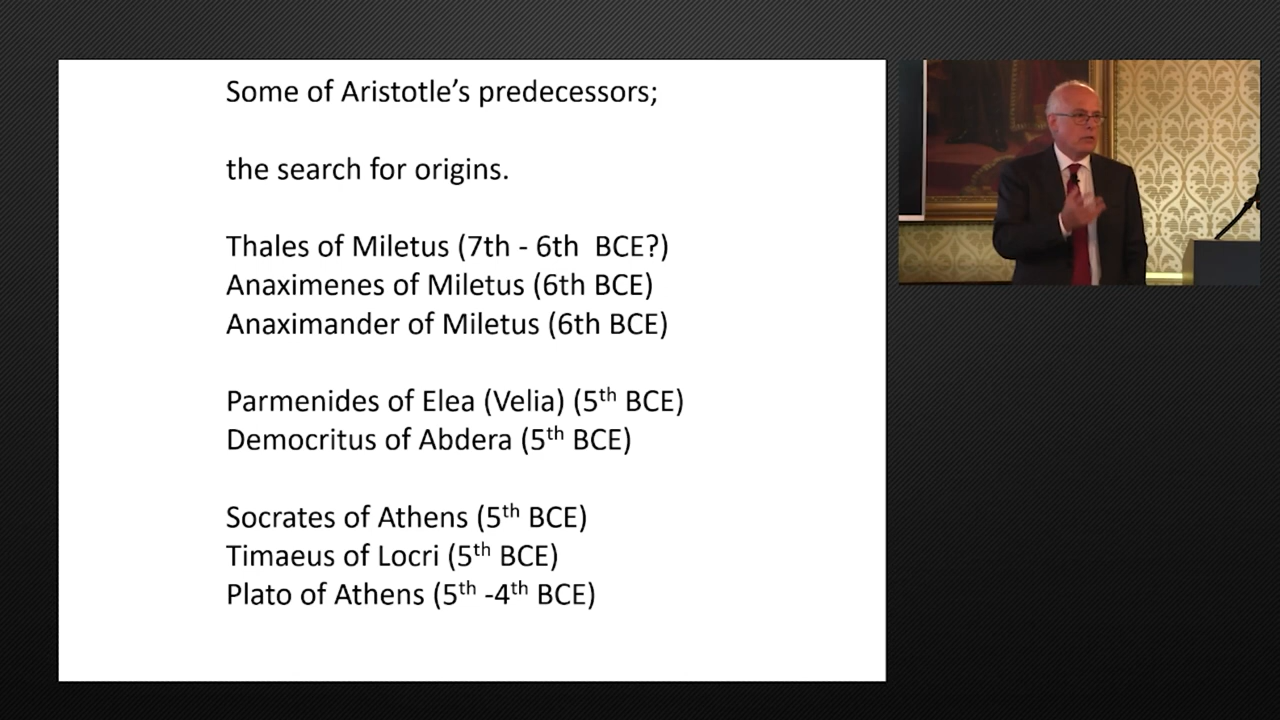 Some of Aristotle’s predecessors;
the search for origins.
Thales of Miletus (7th - 6th  BCE?)
Anaximenes of Miletus (6th BCE)
Anaximander of Miletus (6th BCE)
Parmenides of Elea (Velia) (5th BCE)
Democritus of Abdera (5th BCE)
Socrates of Athens (5th BCE)
Timaeus of Locri (5th BCE)
Plato of Athens (5th -4th BCE)